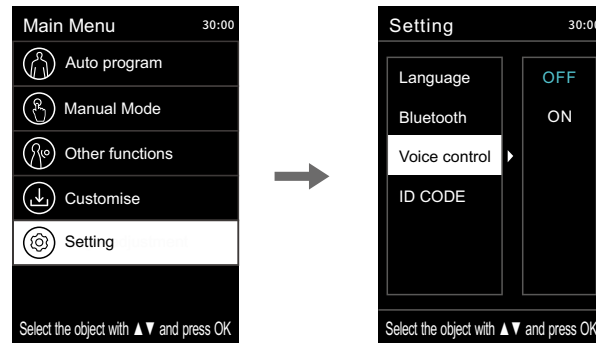 Main Menu 30:00
Auto program
Manual Mode
Other functions
Customise
Setting
Select the object with ▲▼ and press OK
Setting 30:00
Language
Bluetooth
Voice control
ID CODE
OFF
ON
Select the object with ▲▼ and press OK